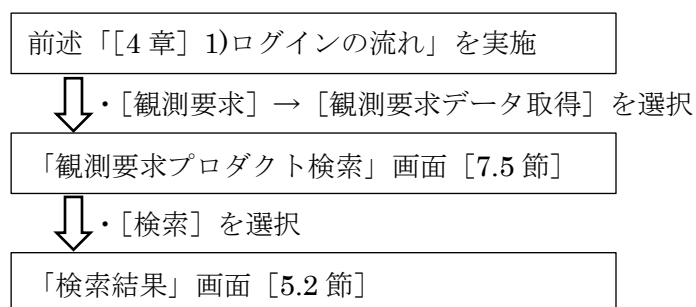 前述「[4 章］1)ログインの流れ」を実施
・［観測要求］→［観測要求データ取得］を選択
「観測要求プロダクト検索」画面［7.5 節］
・［検索］を選択
「検索結果」画面［5.2 節］